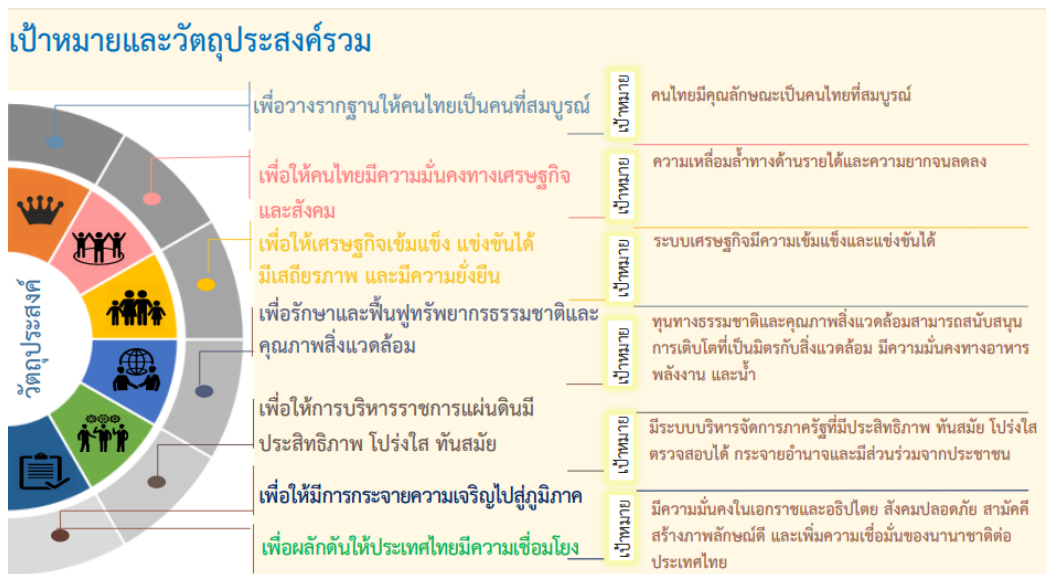 เป้าหมายและวัตถุประสงค์รวม
วัตถุประสงค์
เพื่อวางรากฐานให้คนไทยเป็นคนที่สมบูรณ์
เป้าหมาย
คนไทยมีคุณลักษณะเป็นคนไทยที่สมบูรณ์
เพื่อให้คนไทยมีความมั่นคงทางเศรษฐกิจ
และสังคม
เป้าหมาย
ความเหลื่อมล้ำทางด้านรายได้และความยากจนลดลง
เพื่อให้เศรษฐกิจเข้มแข็ง แข่งขันได้
มีเสถียรภาพ และมีความยั่งยืน
เป้าหมาย
ระบบเศรษฐกิจมีความเข้มแข็งและแข่งขันได้
เพื่อรักษาและฟื้นฟูทรัพยากรธรรมชาติและ
คุณภาพสิ่งแวดล้อม
เป้าหมาย
ทุนทางธรรมชาติและคุณภาพสิ่งแวดล้อมสามารถสนับสนุน
การเติบโตที่เป็นมิตรกับสิ่งแวดล้อม มีความมั่นคงทางอาหาร
พลังงาน และน้ำ
เพื่อให้การบริหารราชการแผ่นดินมี
ประสิทธิภาพ โปร่งใส ทันสมัย
เป้าหมาย
มีระบบบริหารจัดการภาครัฐที่มีประสิทธิภาพ ทันสมัย โปร่งใส
ตรวจสอบได้ กระจายอำนาจและมีส่วนร่วมจากประชาชน
เพื่อให้มีการกระจายความเจริญไปสู่ภูมิภาค
เพื่อผลักดันให้ประเทศไทยมีความเชื่อมโยง
เป้าหมาย
มีความมั่นคงในเอกราชและอธิปไตย สังคมปลอดภัย สามัคคี
สร้างภาพลักษณ์ดี และเพิ่มความเชื่อมั่นของนานาชาติต่อ
ประเทศไทย